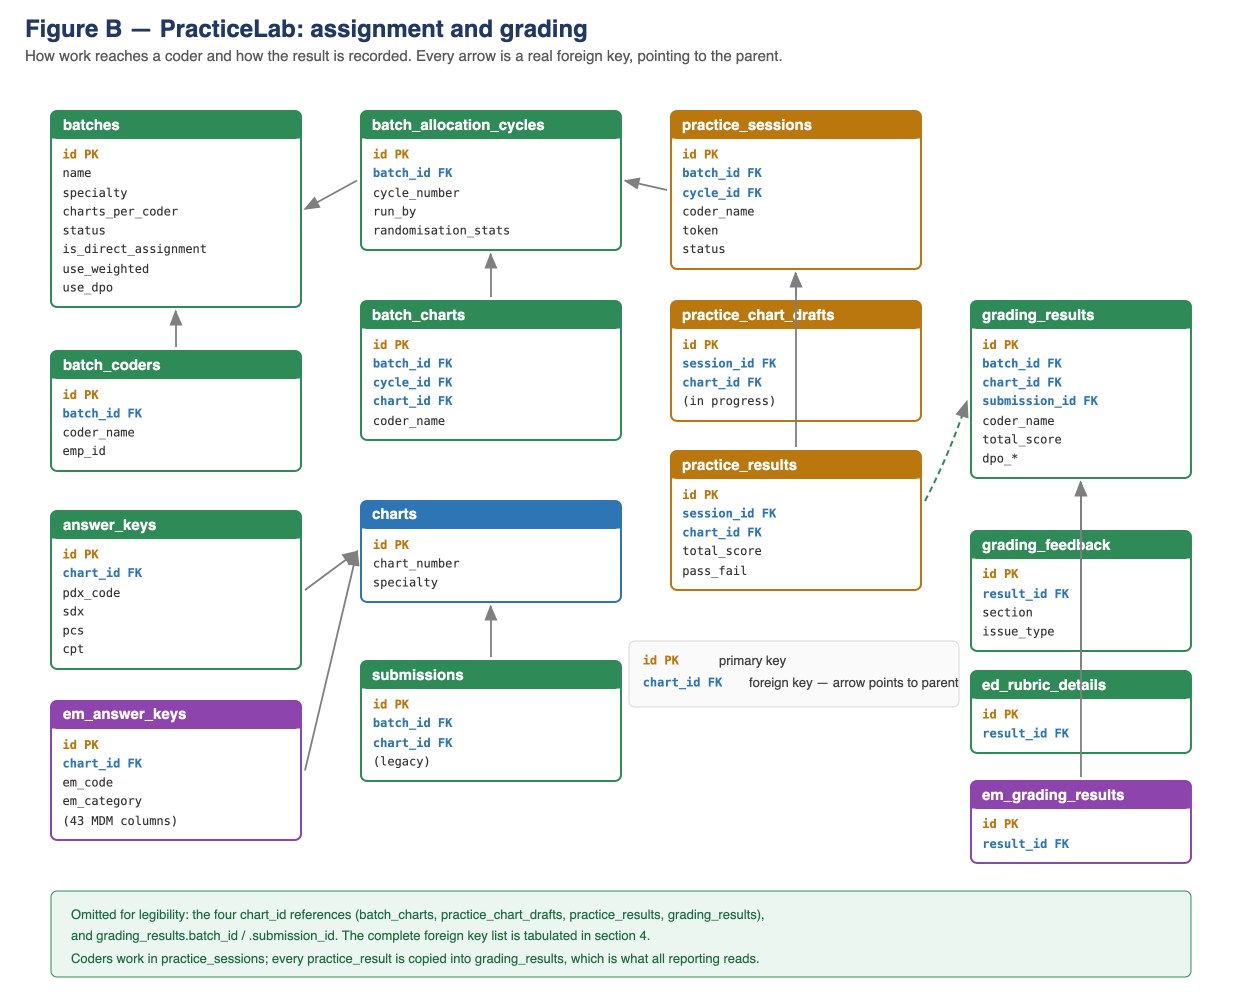 Figure B — PracticeLab: assignment and grading
How work reaches a coder and how the result is recorded. Every arrow is a real foreign key, pointing to the parent.
batches
id PK
name
specialty
charts_per_coder
status
is_direct_assignment
use_weighted
use_dpo
batch_allocation_cycles
id PK
batch_id FK
cycle_number
run_by
randomisation_stats
practice_sessions
id PK
batch_id FK
cycle_id FK
coder_name
token
status
batch_coders
id PK
batch_id FK
coder_name
emp_id
batch_charts
id PK
batch_id FK
cycle_id FK
chart_id FK
coder_name
practice_chart_drafts
id PK
session_id FK
chart_id FK
(in progress)
grading_results
id PK
batch_id FK
chart_id FK
submission_id FK
coder_name
total_score
dpo_*
answer_keys
id PK
chart_id FK
pdx_code
sdx
pcs
cpt
charts
id PK
chart_number
specialty
practice_results
id PK
session_id FK
chart_id FK
total_score
pass_fail
grading_feedback
id PK
result_id FK
section
issue_type
em_answer_keys
id PK
chart_id FK
em_code
em_category
(43 MDM columns)
submissions
id PK
batch_id FK
chart_id FK
(legacy)
id PK primary key
chart_id FK foreign key — arrow points to parent
ed_rubric_details
id PK
result_id FK
em_grading_results
id PK
result_id FK
Omitted for legibility: the four chart_id references (batch_charts, practice_chart_drafts, practice_results, grading_results),
and grading_results.batch_id / .submission_id. The complete foreign key list is tabulated in section 4.
Coders work in practice_sessions; every practice_result is copied into grading_results, which is what all reporting reads.